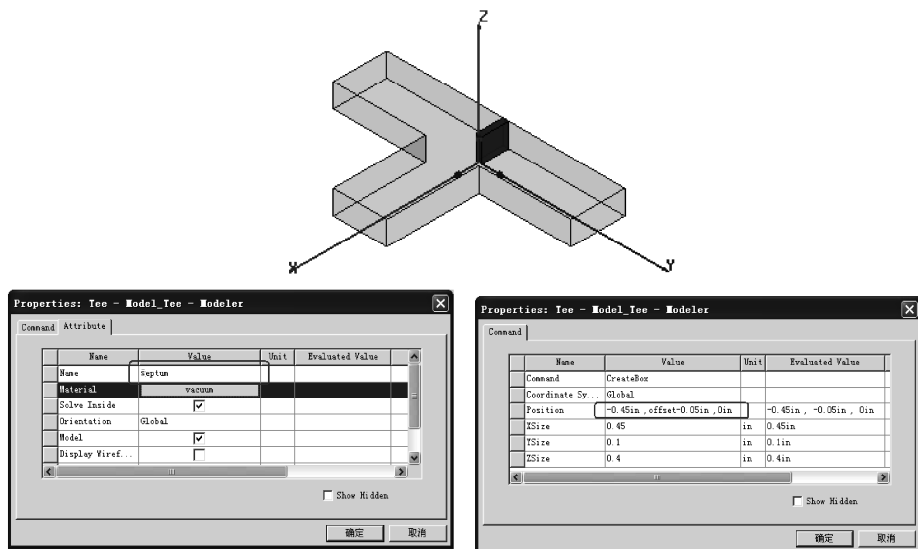 Z
X
Y
Properties: Tee - Model_Tee - Modeler
Command Attribute
Name Value Unit Evaluated Value
Name Septum
Material vacuum
Solve Inside
Orientation Global
Model
Display Wiref...
Show Hidden
确定 取消
Properties: Tee - Model_Tee - Modeler
Command
Name Value Unit Evaluated Value
Command CreateBox
Coordinate Sy... Global
Position -0.45in ,offset-0.05in ,0in -0.45in , -0.05in , 0in
XSize 0.45 in 0.45in
YSize 0.1 in 0.1in
ZSize 0.4 in 0.4in
Show Hidden
确定 取消